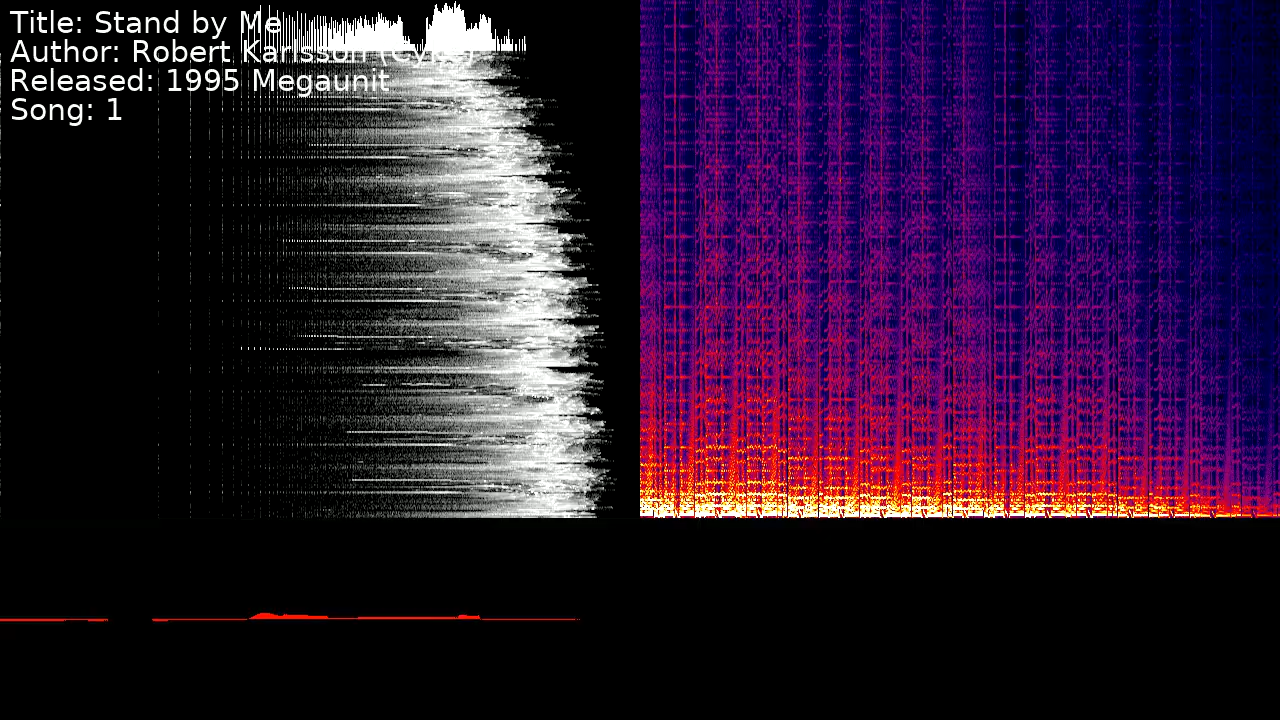 Title: Stand by Me
Author: Robert Karlsson
Released: 1995 Megaunit
Song: 1